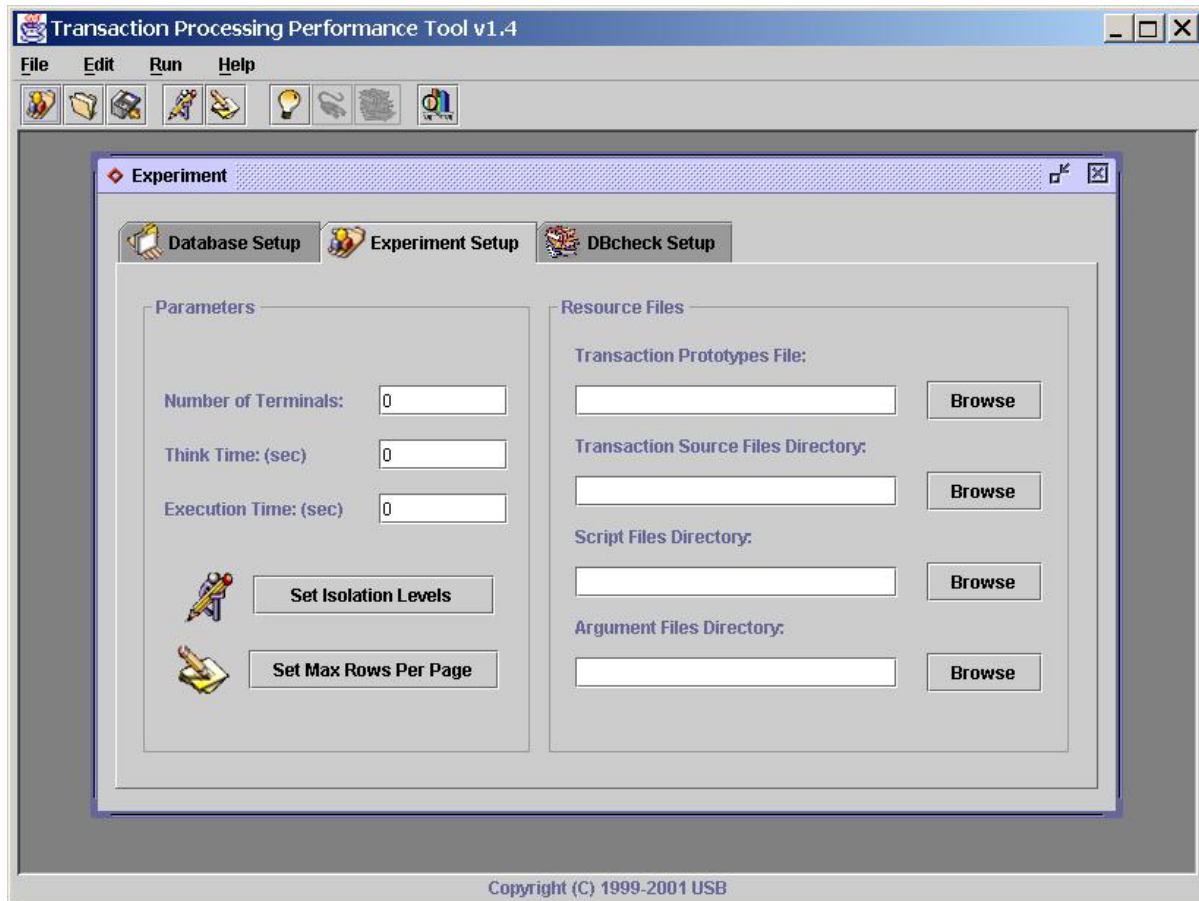 Transaction Processing Performance Tool v1.4
File Edit Run Help
Experiment
Database Setup Experiment Setup DBcheck Setup
Parameters
Number of Terminals: 0
Think Time: (sec) 0
Execution Time: (sec) 0
Set Isolation Levels
Set Max Rows Per Page
Resource Files
Transaction Prototypes File:
Browse
Transaction Source Files Directory:
Browse
Script Files Directory:
Browse
Argument Files Directory:
Browse
Copyright (C) 1999-2001 USB